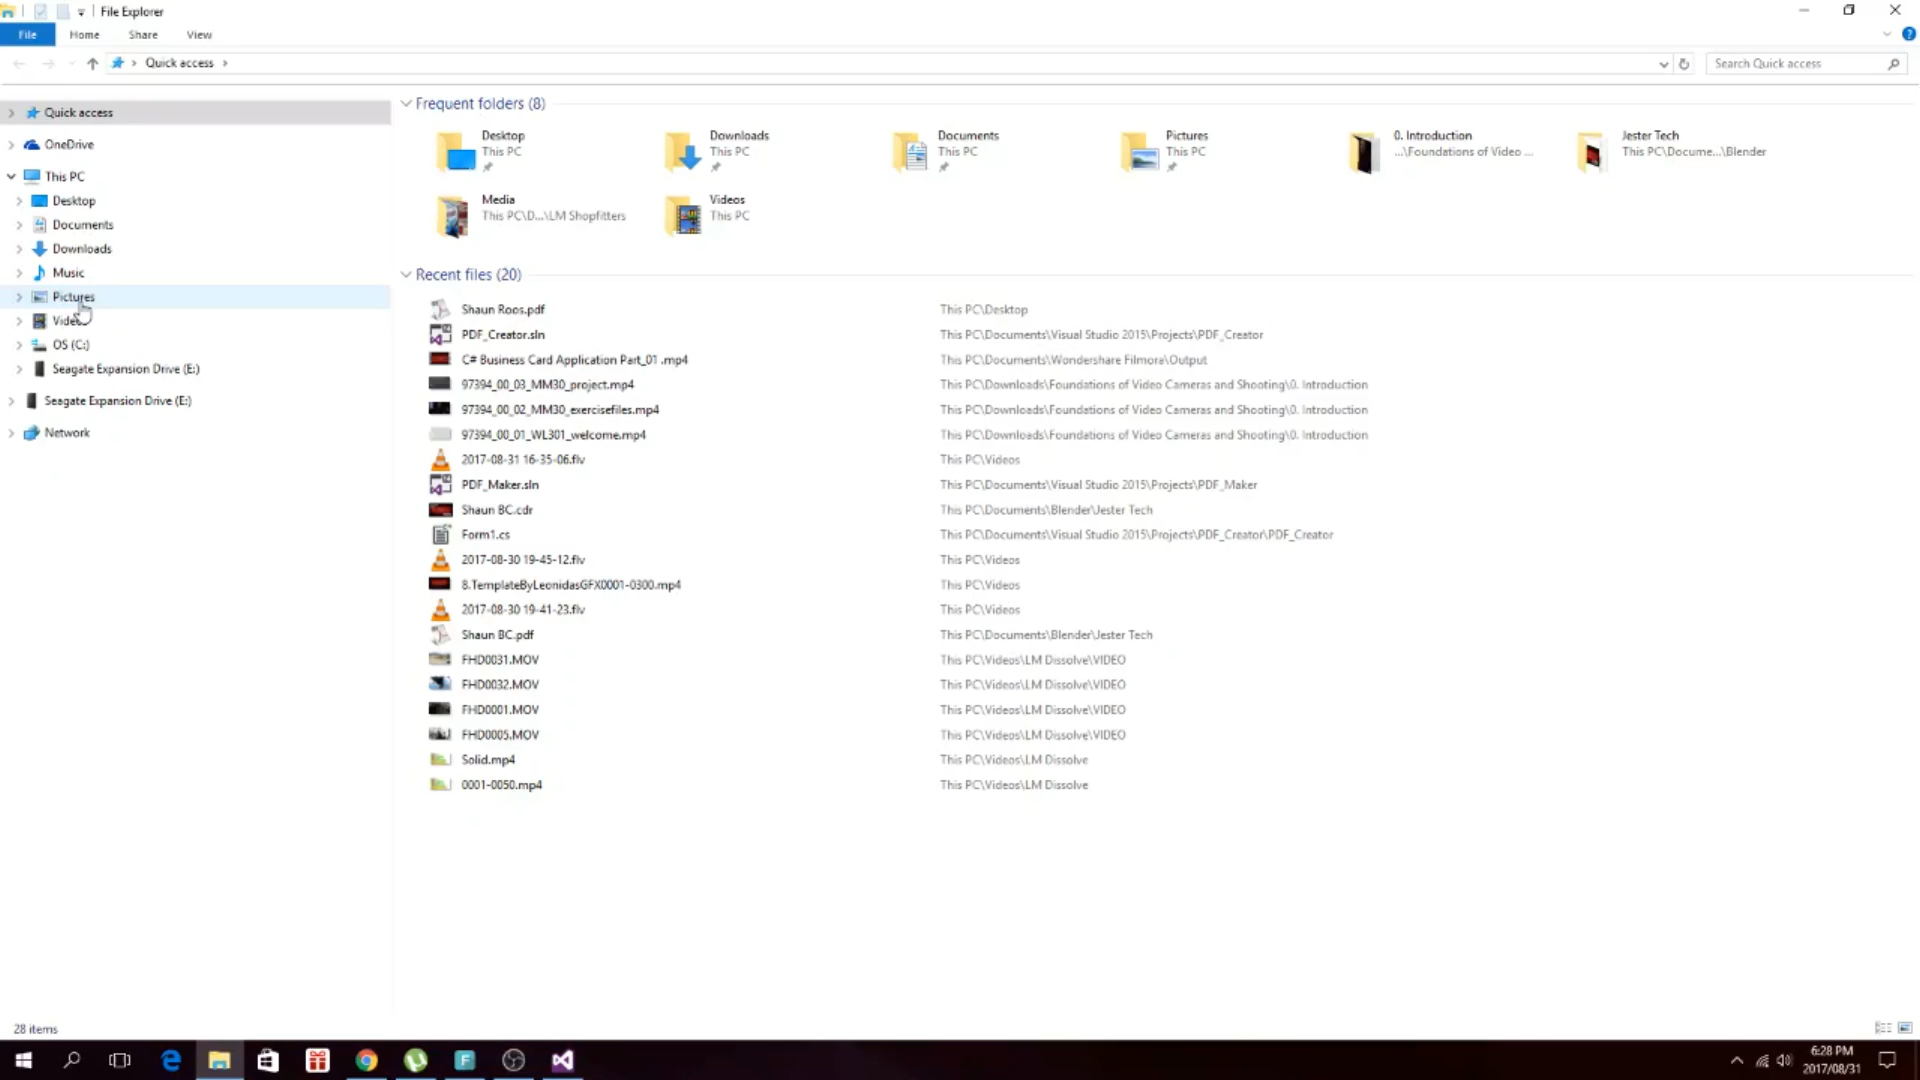 File Explorer
File Home Share View
Quick access
Search Quick access
Quick access
OneDrive
This PC
Desktop
Documents
Downloads
Music
Pictures
OS (C:)
Seagate Expansion Drive (E:)
Seagate Expansion Drive (E:)
Network
Frequent folders (8)
Desktop
This PC
Downloads
This PC
Documents
This PC
Pictures
This PC
0. Introduction
...\Foundations of Video ...
Jester Tech
This PC\Docume...\Blender
Media
This PC\D...\LM Shopfitters
Videos
This PC
Recent files (20)
Shaun Roos.pdf This PC\Desktop
PDF_Creator.sln This PC\Documents\Visual Studio 2015\Projects\PDF_Creator
C# Business Card Application Part_01 .mp4 This PC\Documents\Wondershare Filmora\Output
97394_00_03_MM30_project.mp4 This PC\Downloads\Foundations of Video Cameras and Shooting\0. Introduction
97394_00_02_MM30_exercisefiles.mp4 This PC\Downloads\Foundations of Video Cameras and Shooting\0. Introduction
97394_00_01_WL301_welcome.mp4 This PC\Downloads\Foundations of Video Cameras and Shooting\0. Introduction
2017-08-31 16-35-06.flv This PC\Videos
PDF_Maker.sln This PC\Documents\Visual Studio 2015\Projects\PDF_Maker
Shaun BC.cdr This PC\Documents\Blender\Jester Tech
Form1.cs This PC\Documents\Visual Studio 2015\Projects\PDF_Creator\PDF_Creator
2017-08-30 19-45-12.flv This PC\Videos
8.TemplateByLeonidasGFX0001-0300.mp4 This PC\Videos
2017-08-30 19-41-23.flv This PC\Videos
Shaun BC.pdf This PC\Documents\Blender\Jester Tech
FHD0031.MOV This PC\Videos\LM Dissolve\VIDEO
FHD0032.MOV This PC\Videos\LM Dissolve\VIDEO
FHD0001.MOV This PC\Videos\LM Dissolve\VIDEO
FHD0005.MOV This PC\Videos\LM Dissolve\VIDEO
Solid.mp4 This PC\Videos\LM Dissolve
0001-0050.mp4 This PC\Videos\LM Dissolve
28 items
6:28 PM
2017/08/31